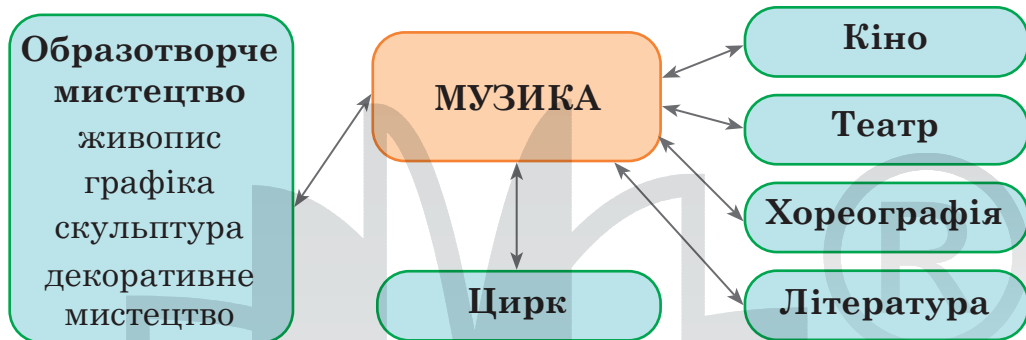 Образотворче
мистецтво
живопис
графіка
скульптура
декоративне
мистецтво
МУЗИКА
Цирк
Кіно
Театр
Хореографія
Література
®